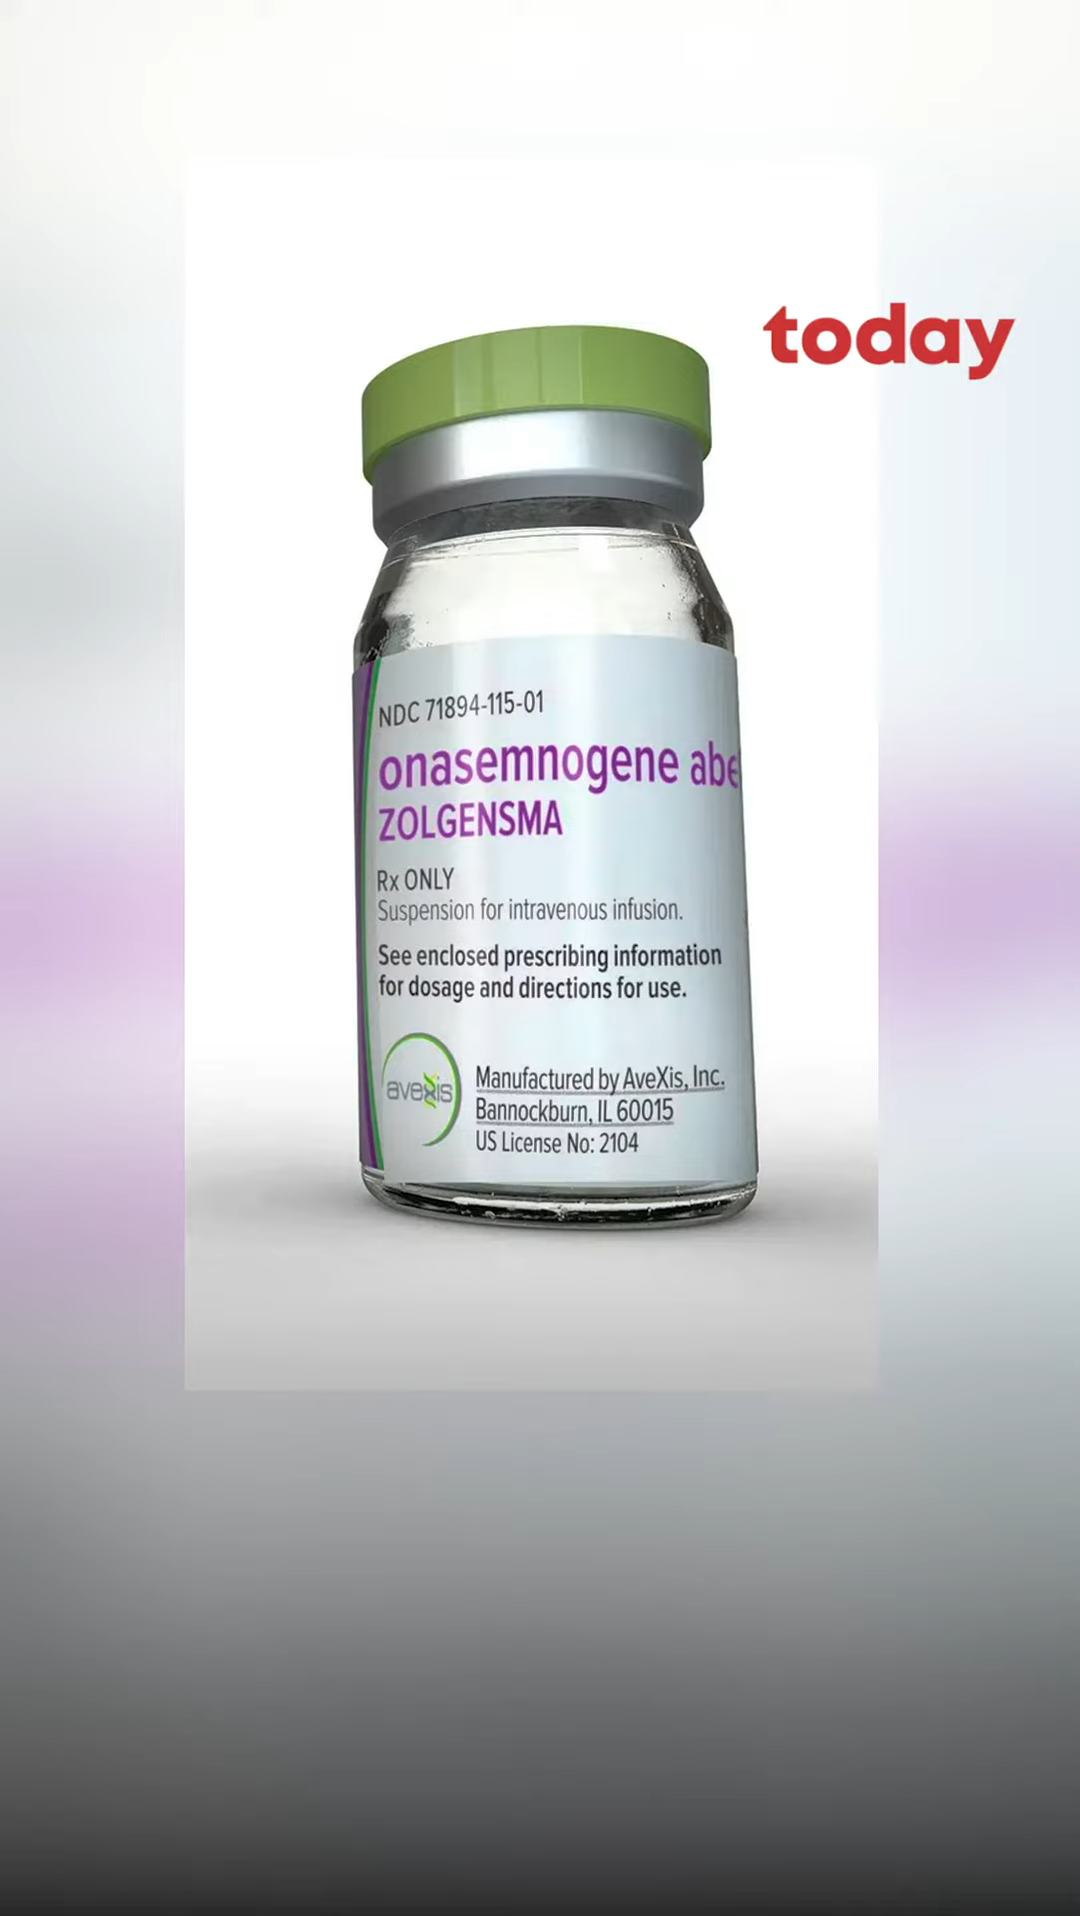 today
NDC 71894-115-01
onasemnogene abe
ZOLGENSMA
Rx ONLY
Suspension for intravenous infusion.
See enclosed prescribing information
for dosage and directions for use.
avexis
Manufactured by AveXis, Inc.
Bannockburn, IL 60015
US License No: 2104